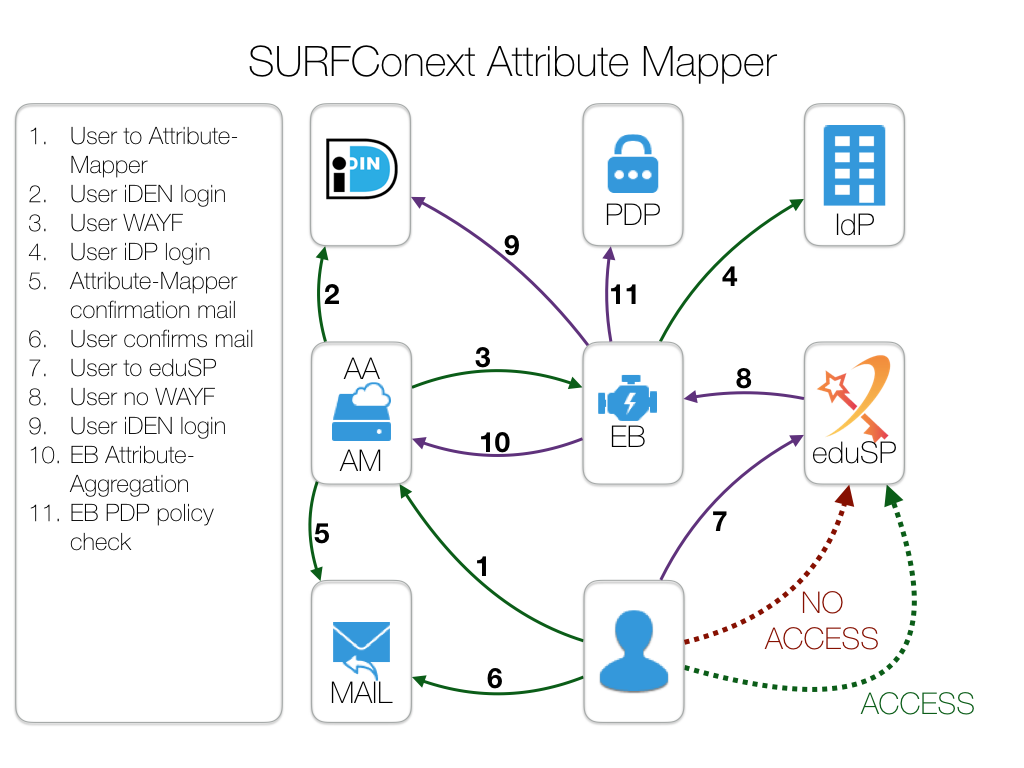 SURFConext Attribute Mapper
1. User to Attribute-
Mapper
2. User iDEN login
3. User WAYF
4. User iDP login
5. Attribute-Mapper
confirmation mail
6. User confirms mail
7. User to eduSP
8. User no WAYF
9. User iDEN login
10. EB Attribute-
Aggregation
11. EB PDP policy
check
iDIN
PDP
IdP
9
2
11
4
AA
AM
3
10
EB
8
eduSP
5
1
7
MAIL
6
NO
ACCESS
ACCESS